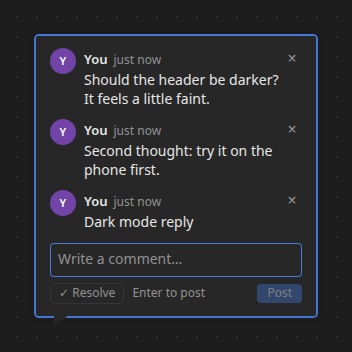 Y You just now ×
Should the header be darker?
It feels a little faint.
Y You just now ×
Second thought: try it on the
phone first.
Y You just now ×
Dark mode reply
Write a comment...
✓ Resolve Enter to post Post